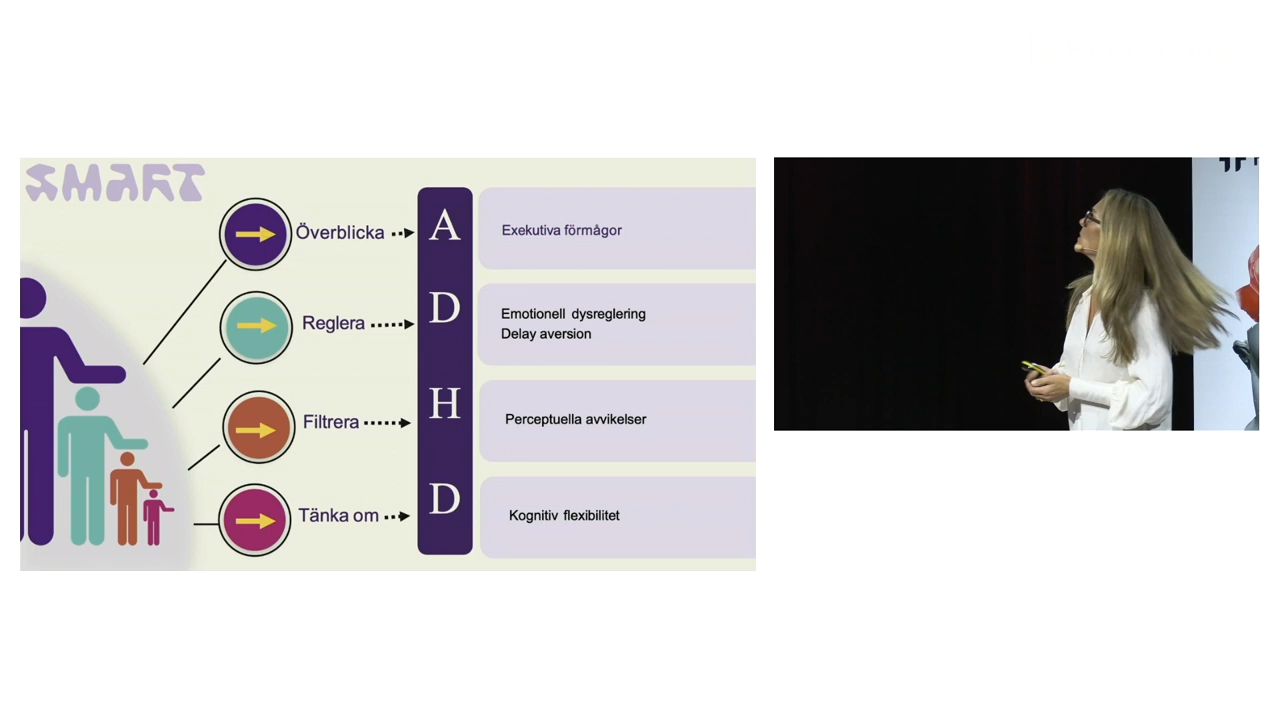 SMART
Överblicka
A
Exekutiva förmågor
Reglera
D
Emotionell dysreglering
Delay aversion
Filtrera
H
Perceptuella avvikelser
Tänka om
D
Kognitiv flexibilitet